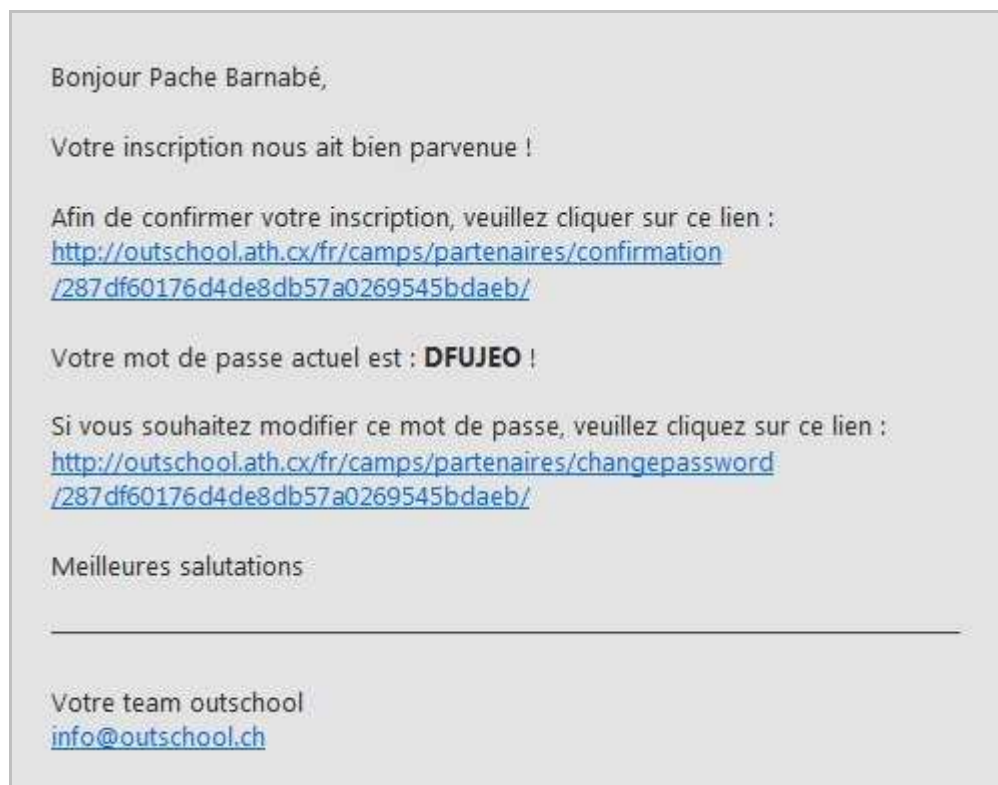 Bonjour Pache Barnabé,
Votre inscription nous ait bien parvenue !
Afin de confirmer votre inscription, veuillez cliquer sur ce lien :
http://outschool.ath.cx/fr/camps/partenaires/confirmation
/287df60176d4de8db57a0269545bdaeb/
Votre mot de passe actuel est : DFUJEO !
Si vous souhaitez modifier ce mot de passe, veuillez cliquez sur ce lien :
http://outschool.ath.cx/fr/camps/partenaires/changepassword
/287df60176d4de8db57a0269545bdaeb/
Meilleures salutations
Votre team outschool
info@outschool.ch